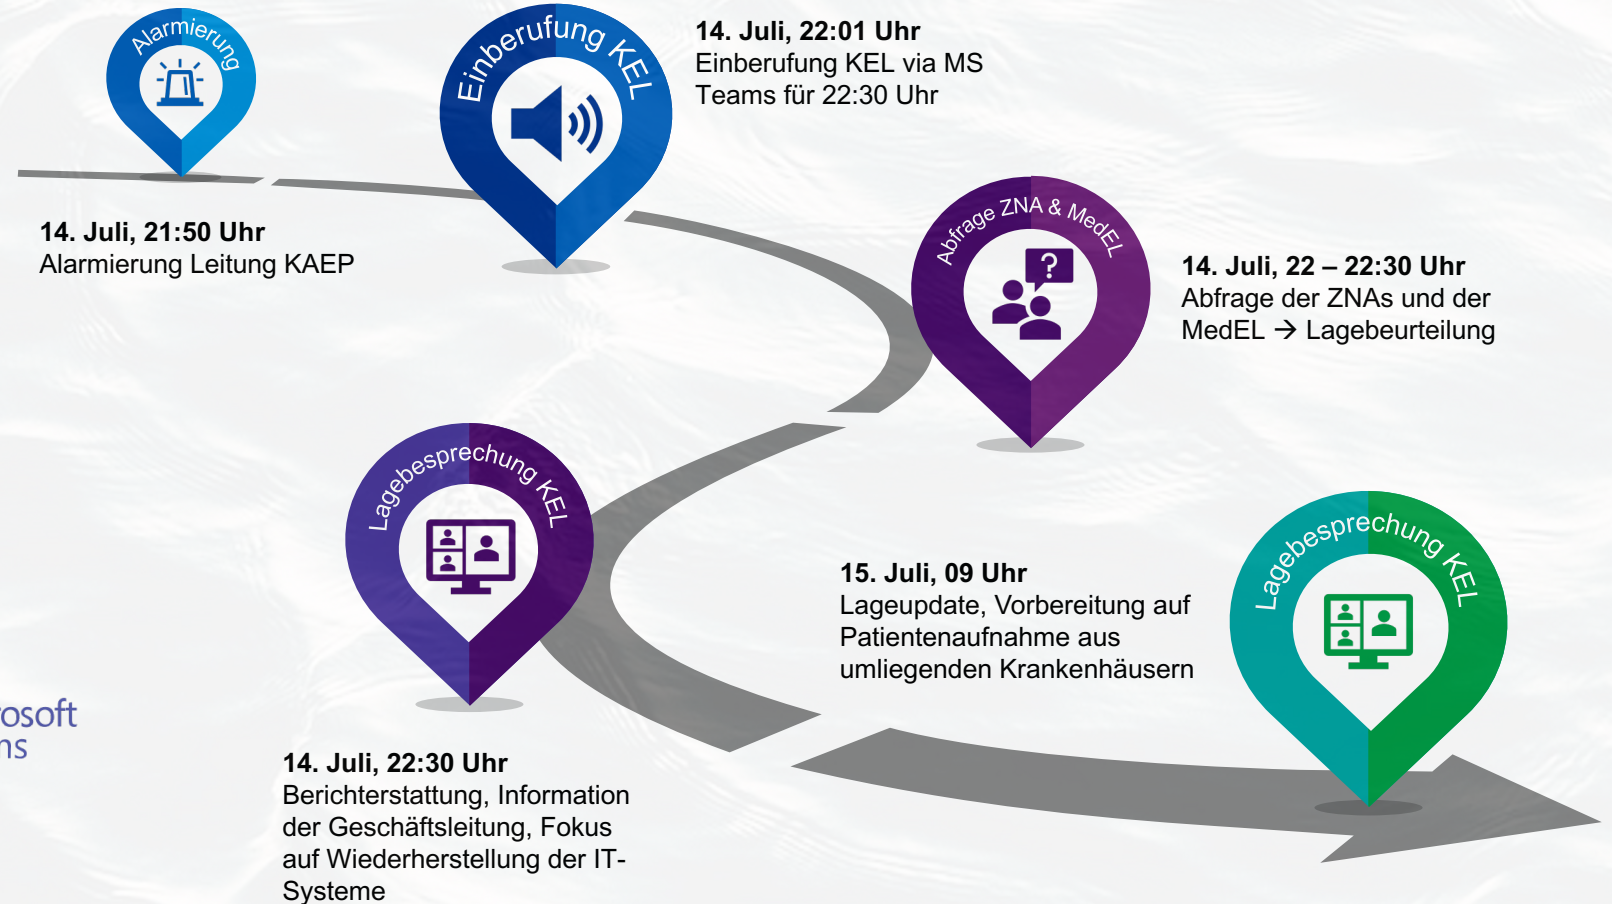 Alarmierung
14. Juli, 21:50 Uhr
Alarmierung Leitung KAEP
Einberufung KEL
14. Juli, 22:01 Uhr
Einberufung KEL via MS
Teams für 22:30 Uhr
Abfrage ZNA & MedEL
?
14. Juli, 22 – 22:30 Uhr
Abfrage der ZNAs und der
MedEL → Lagebeurteilung
Lagebesprechung KEL
14. Juli, 22:30 Uhr
Berichterstattung, Information
der Geschäftsleitung, Fokus
auf Wiederherstellung der IT-
Systeme
Lagebesprechung KEL
15. Juli, 09 Uhr
Lageupdate, Vorbereitung auf
Patientenaufnahme aus
umliegenden Krankenhäusern
osoft
ns